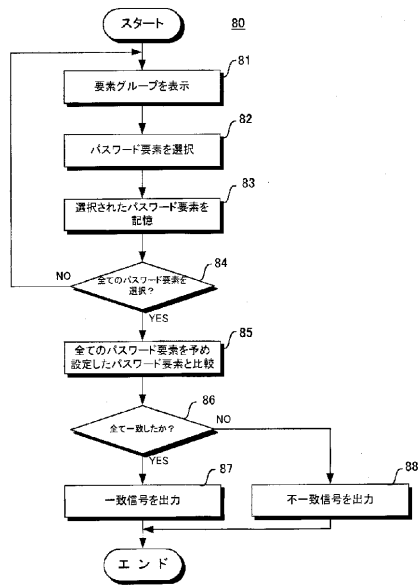 スタート
80
81
要素グループを表示
82
パスワード要素を選択
83
選択されたパスワード要素を
記憶
84
NO
全てのパスワード要素を
選択?
YES
85
全てのパスワード要素を予め
設定したパスワード要素と比較
86
NO
全て一致したか?
YES
87
一致信号を出力
88
不一致信号を出力
エンド